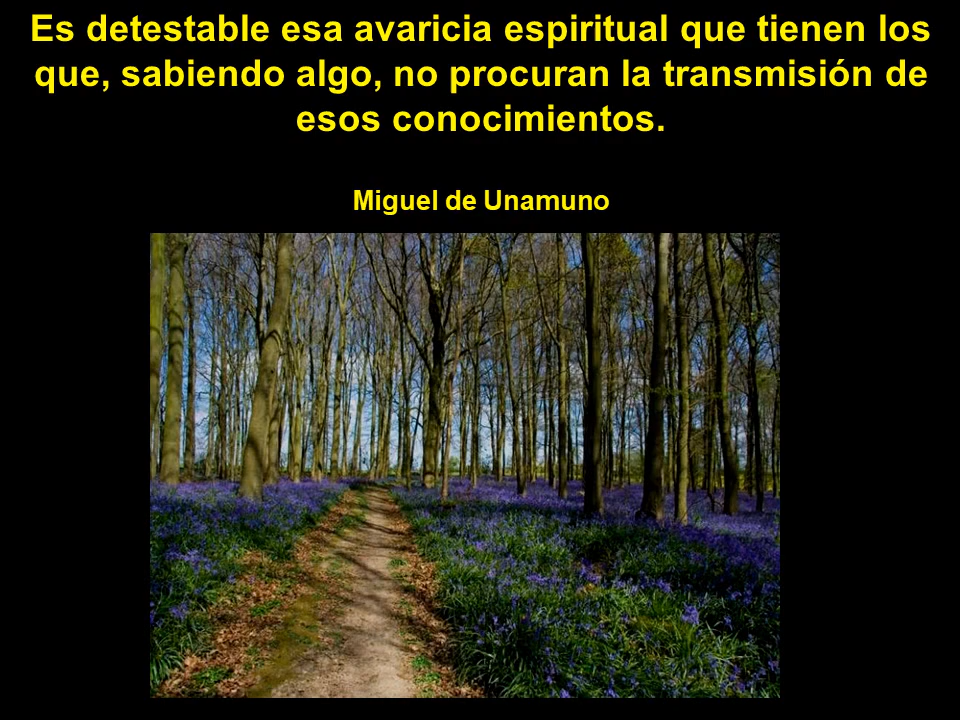 Es detestable esa avaricia espiritual que tienen los
que, sabiendo algo, no procuran la transmisión de
esos conocimientos.
Miguel de Unamuno